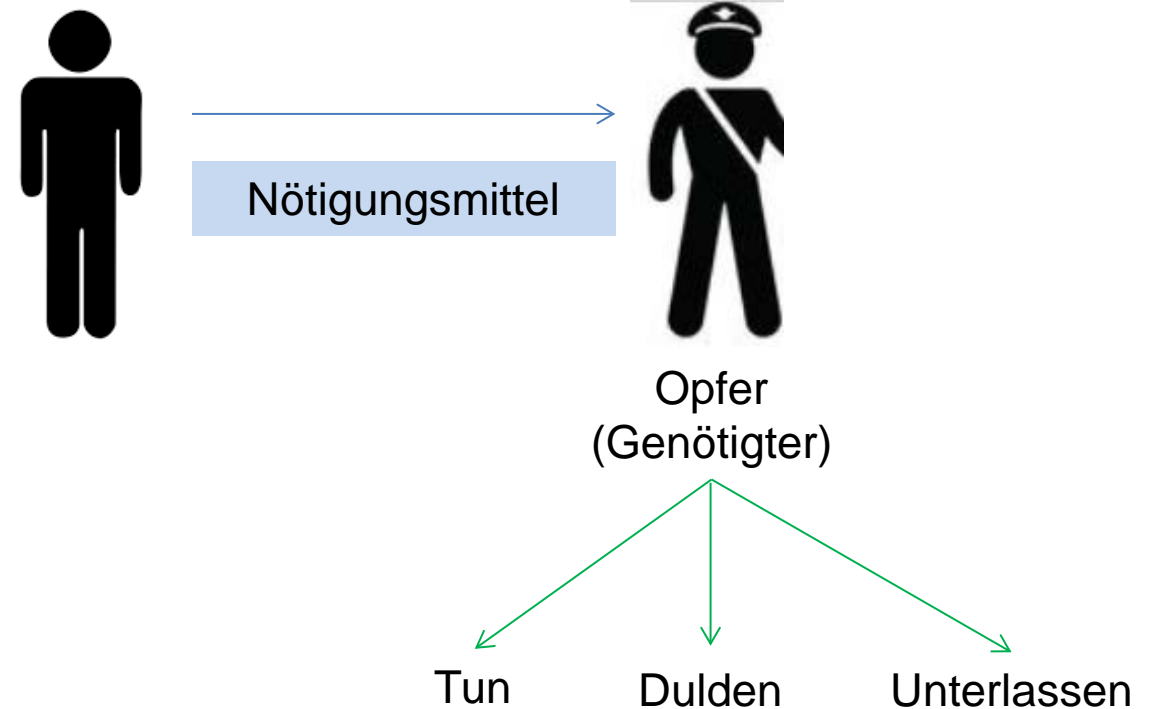 Nötigungsmittel
Opfer
(Genötigter)
Tun
Dulden
Unterlassen